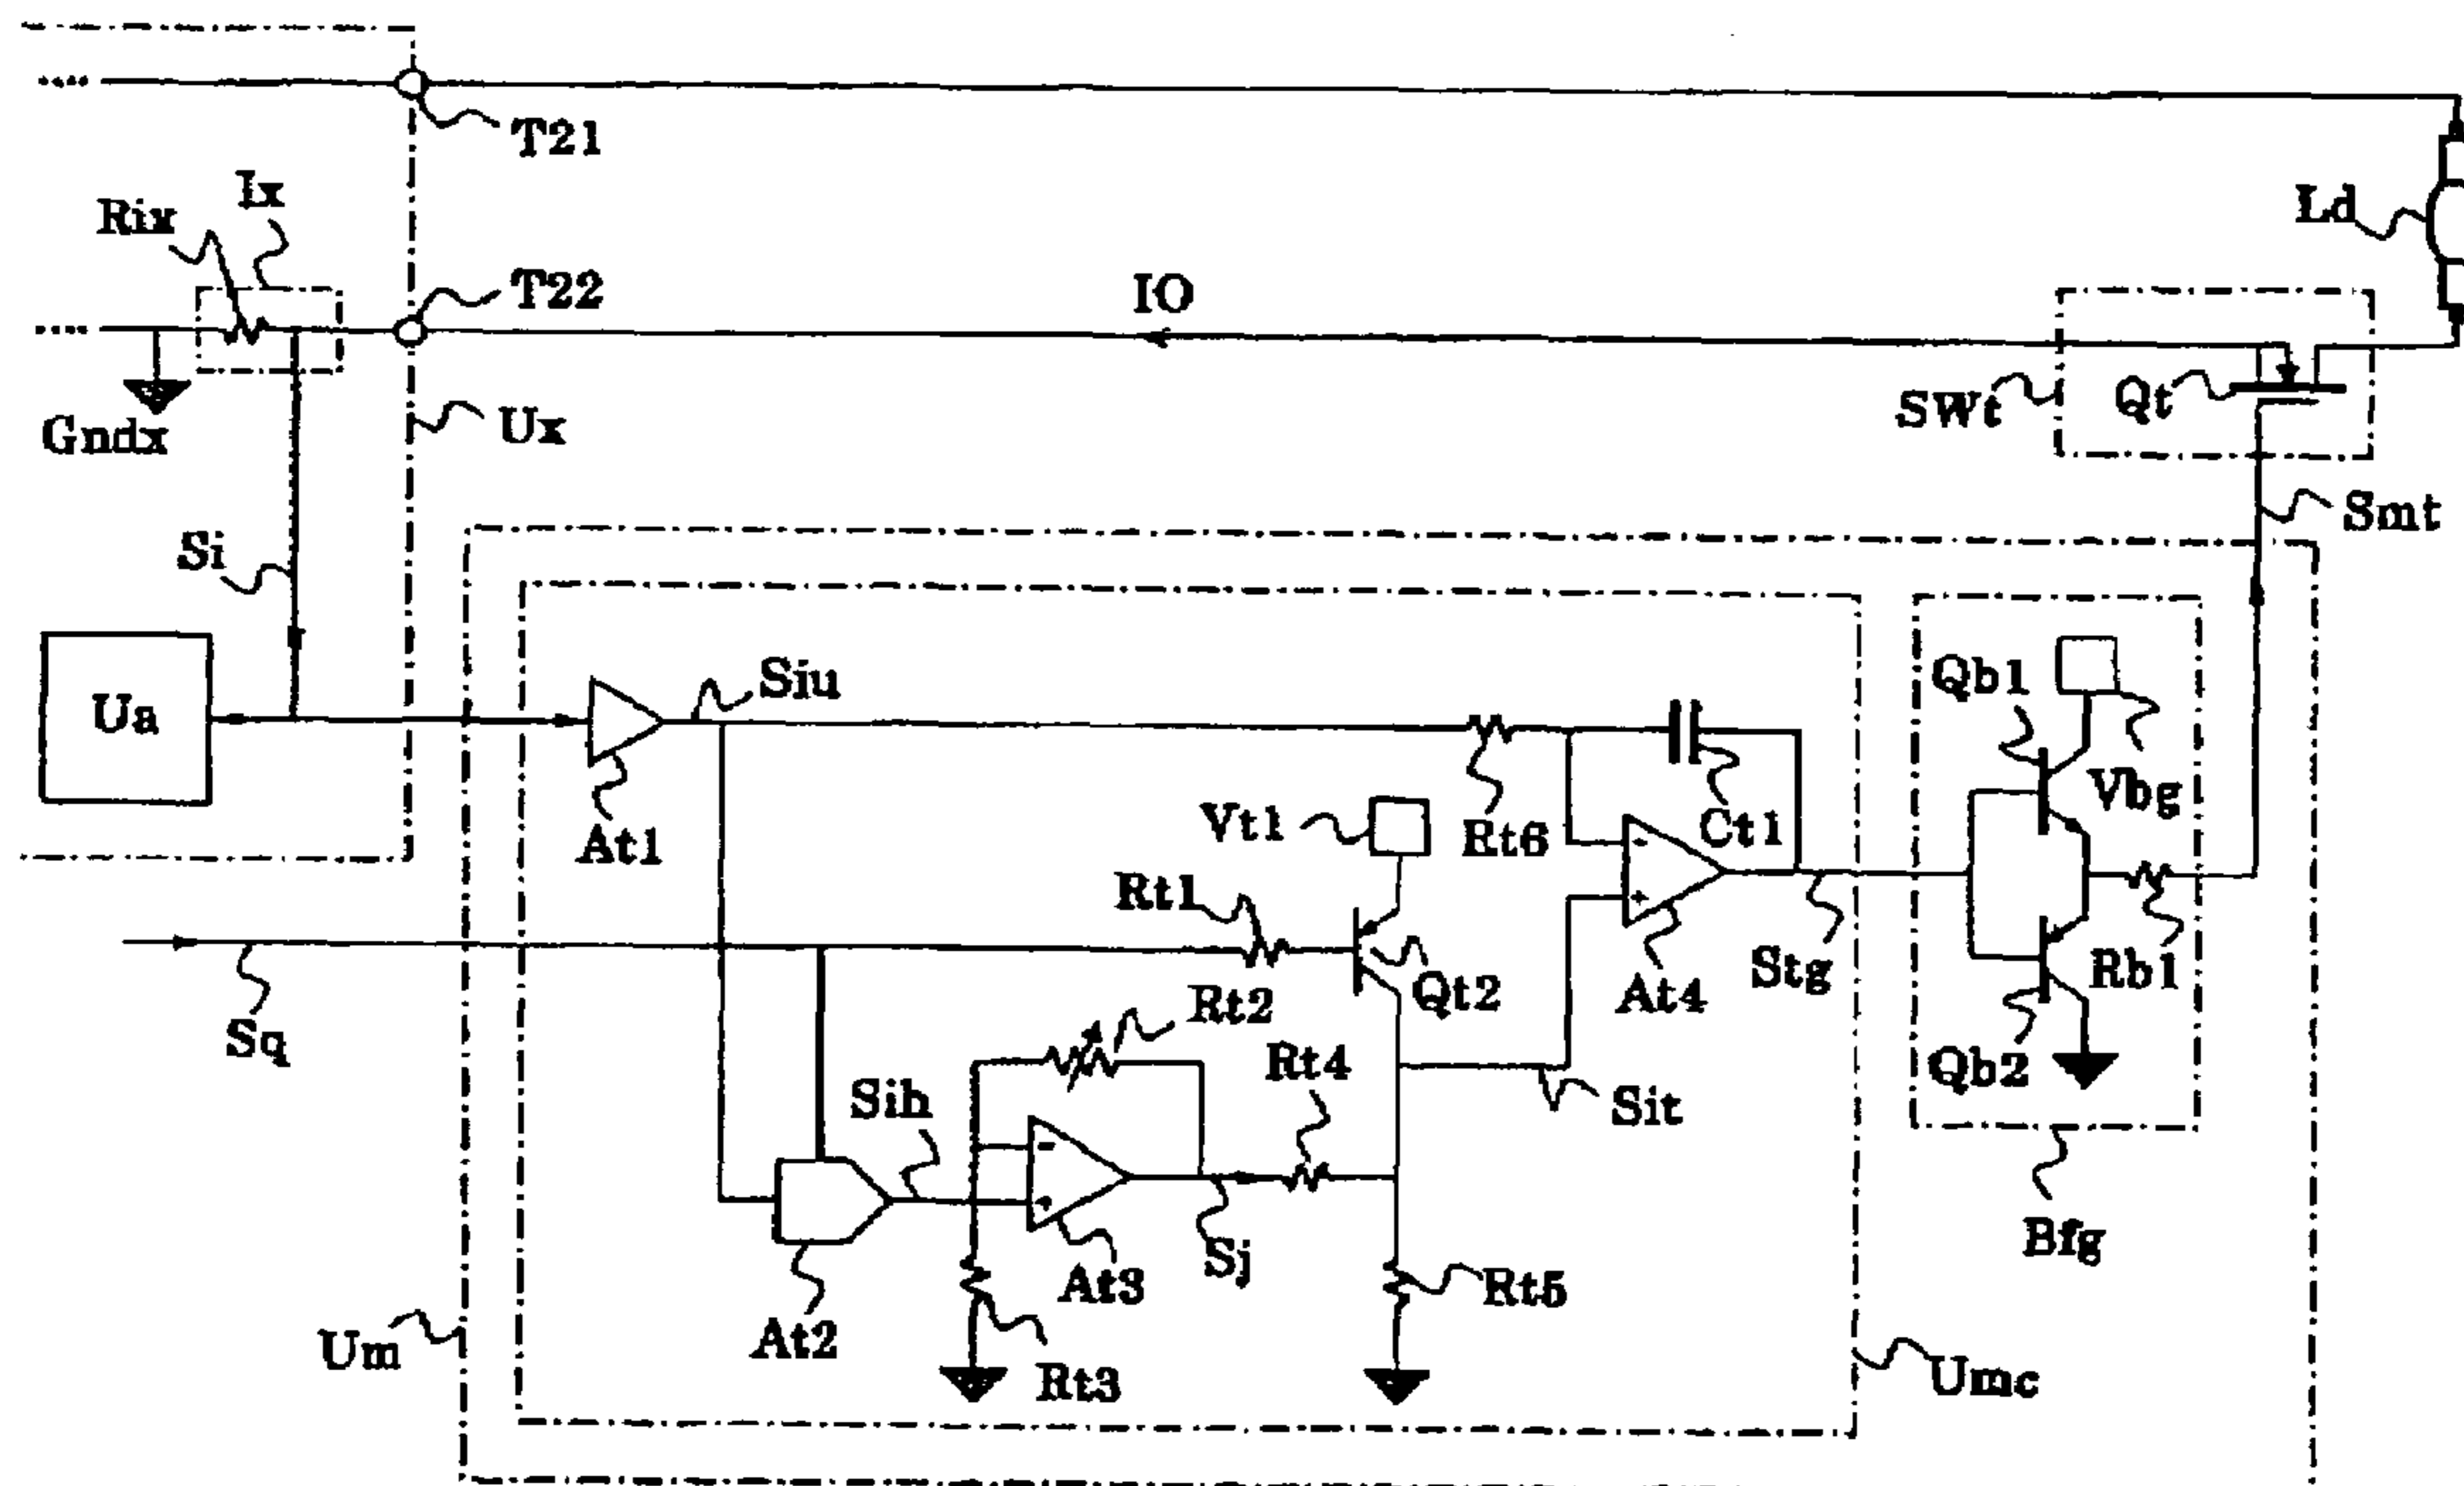 T21
Ix
Rix
Ld
T22
IO
Gndx
Ux
SWt
Qt
Smt
Si
Ua
Siu
Qb1
At1
Vt1
Rt6
Ct1
Vbg
Rt1
Sq
Rt2
Qt2
At4
Stg
Rb1
Rt4
Sih
Sit
Qb2
Sj
At3
Rt5
Bfg
At2
Um
Rt3
Umc